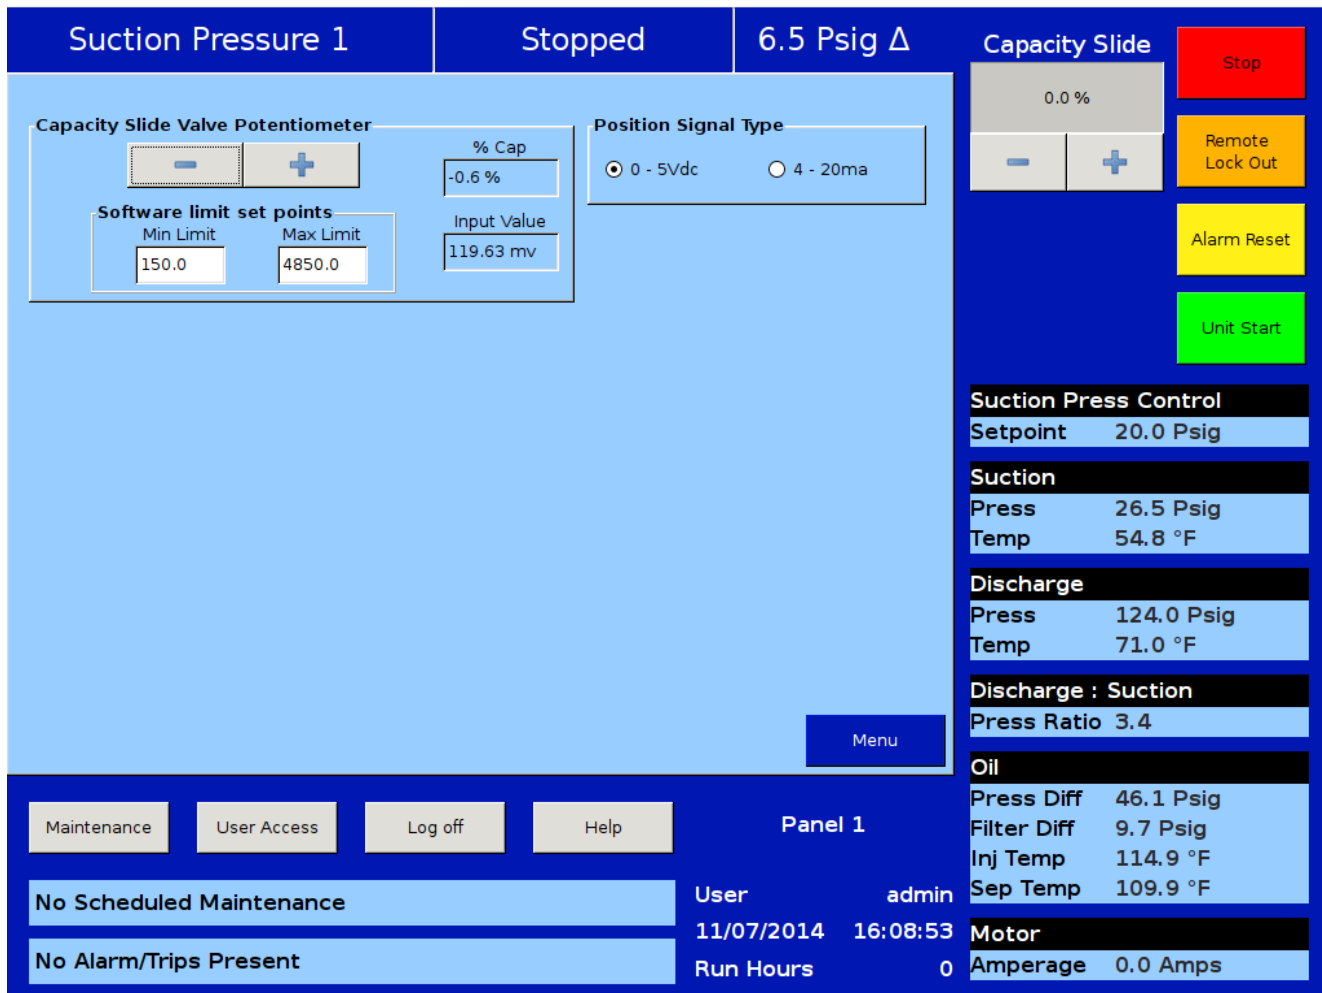 Suction Pressure 1
Stopped
6.5 Psig Δ
Capacity Slide
0.0 %
Stop
Remote
Lock Out
Alarm Reset
Unit Start
Capacity Slide Valve Potentiometer
% Cap
-0.6 %
Input Value
119.63 mv
Software limit set points
Min Limit Max Limit
150.0 4850.0
Position Signal Type
0 - 5Vdc 4 - 20ma
Menu
Suction Press Control
Setpoint 20.0 Psig
Suction
Press 26.5 Psig
Temp 54.8 °F
Discharge
Press 124.0 Psig
Temp 71.0 °F
Discharge : Suction
Press Ratio 3.4
Oil
Press Diff 46.1 Psig
Filter Diff 9.7 Psig
Inj Temp 114.9 °F
Sep Temp 109.9 °F
Motor
Amperage 0.0 Amps
Maintenance User Access Log off Help
Panel 1
No Scheduled Maintenance
No Alarm/Trips Present
User admin
11/07/2014 16:08:53
Run Hours 0